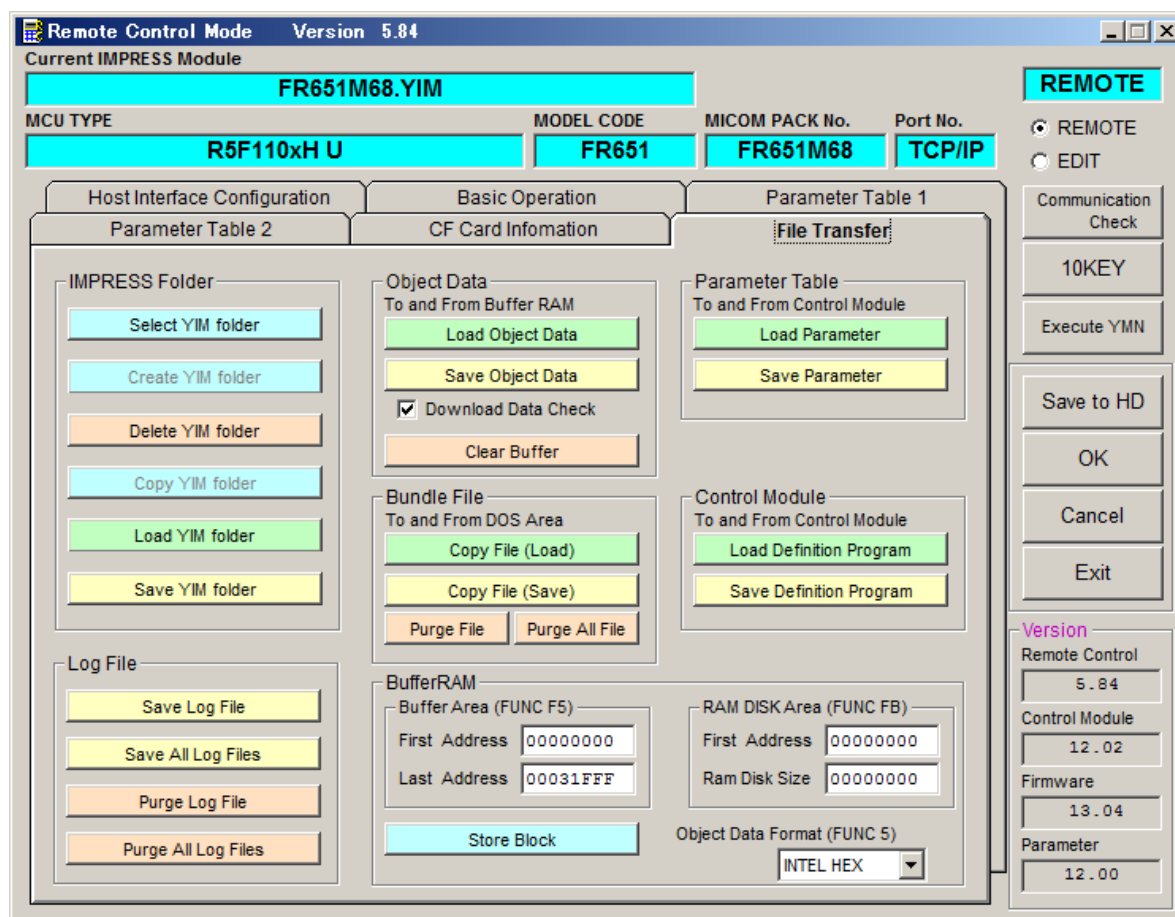 Remote Control Mode Version 5.84
Current IMPRESS Module
FR651M68.YIM
REMOTE
MCU TYPE
MODEL CODE
MICOM PACK No.
Port No.
R5F110xH U
FR651
FR651M68
TCP/IP
REMOTE
EDIT
Host Interface Configuration
Basic Operation
Parameter Table 1
Parameter Table 2
CF Card Infomation
File Transfer
IMPRESS Folder
Select YIM folder
Create YIM folder
Delete YIM folder
Copy YIM folder
Load YIM folder
Save YIM folder
Log File
Save Log File
Save All Log Files
Purge Log File
Purge All Log Files
Object Data
To and From Buffer RAM
Load Object Data
Save Object Data
Download Data Check
Clear Buffer
Bundle File
To and From DOS Area
Copy File (Load)
Copy File (Save)
Purge File
Purge All File
Parameter Table
To and From Control Module
Load Parameter
Save Parameter
Control Module
To and From Control Module
Load Definition Program
Save Definition Program
BufferRAM
Buffer Area (FUNC F5)
First Address 00000000
Last Address 00031FFF
RAM DISK Area (FUNC FB)
First Address 00000000
Ram Disk Size 00000000
Store Block
Object Data Format (FUNC 5)
INTEL HEX
Communication
Check
10KEY
Execute YMN
Save to HD
OK
Cancel
Exit
Version
Remote Control
5.84
Control Module
12.02
Firmware
13.04
Parameter
12.00